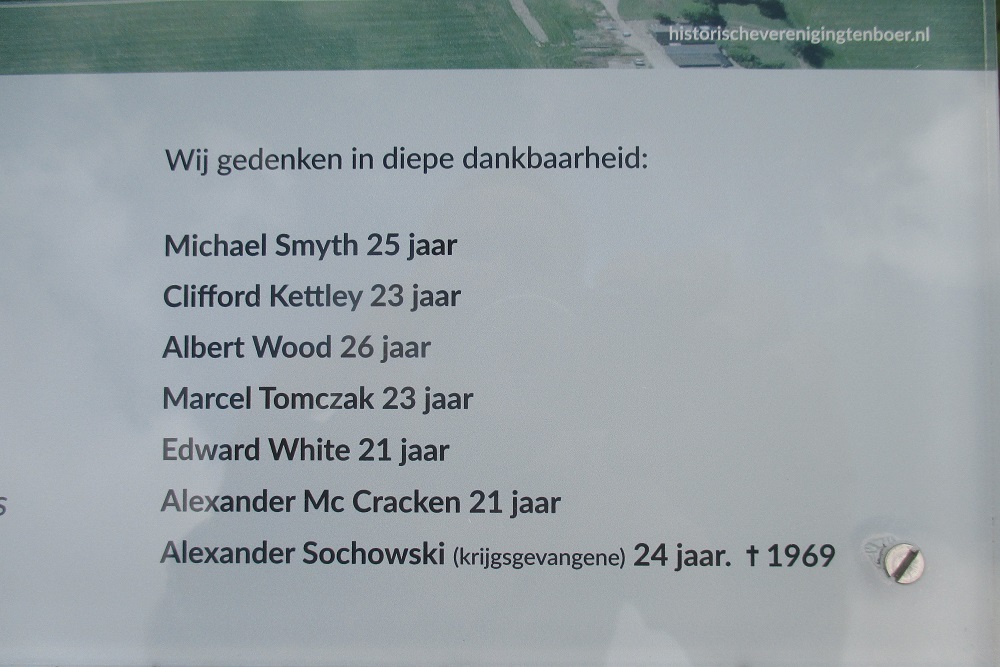 historischeverenigingtenboer.nl
Wij gedenken in diepe dankbaarheid:
Michael Smyth 25 jaar
Clifford Kettley 23 jaar
Albert Wood 26 jaar
Marcel Tomczak 23 jaar
Edward White 21 jaar
Alexander Mc Cracken 21 jaar
Alexander Sochowski (krijgsgevangene) 24 jaar. † 1969